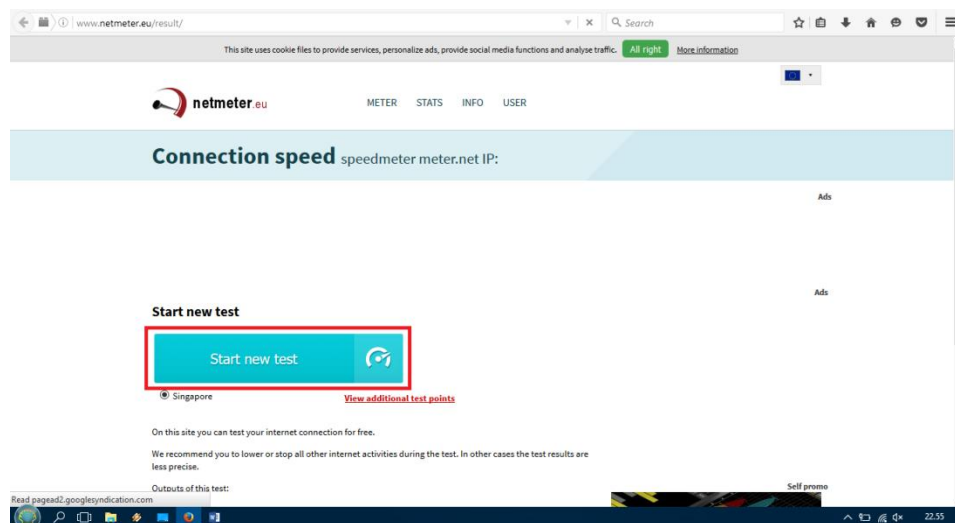 www.netmeter.eu/result/
Search
This site uses cookie files to provide services, personalize ads, provide social media functions and analyse traffic. All right More information
netmeter.eu METER STATS INFO USER
Connection speed speedmeter meter.net IP:
Ads
Ads
Start new test
Start new test
Singapore View additional test points
On this site you can test your internet connection for free.
We recommend you to lower or stop all other internet activities during the test. In other cases the test results are
less precise.
Outputs of this test:
Self promo
Read pagead2.googlesyndication.com
22.55